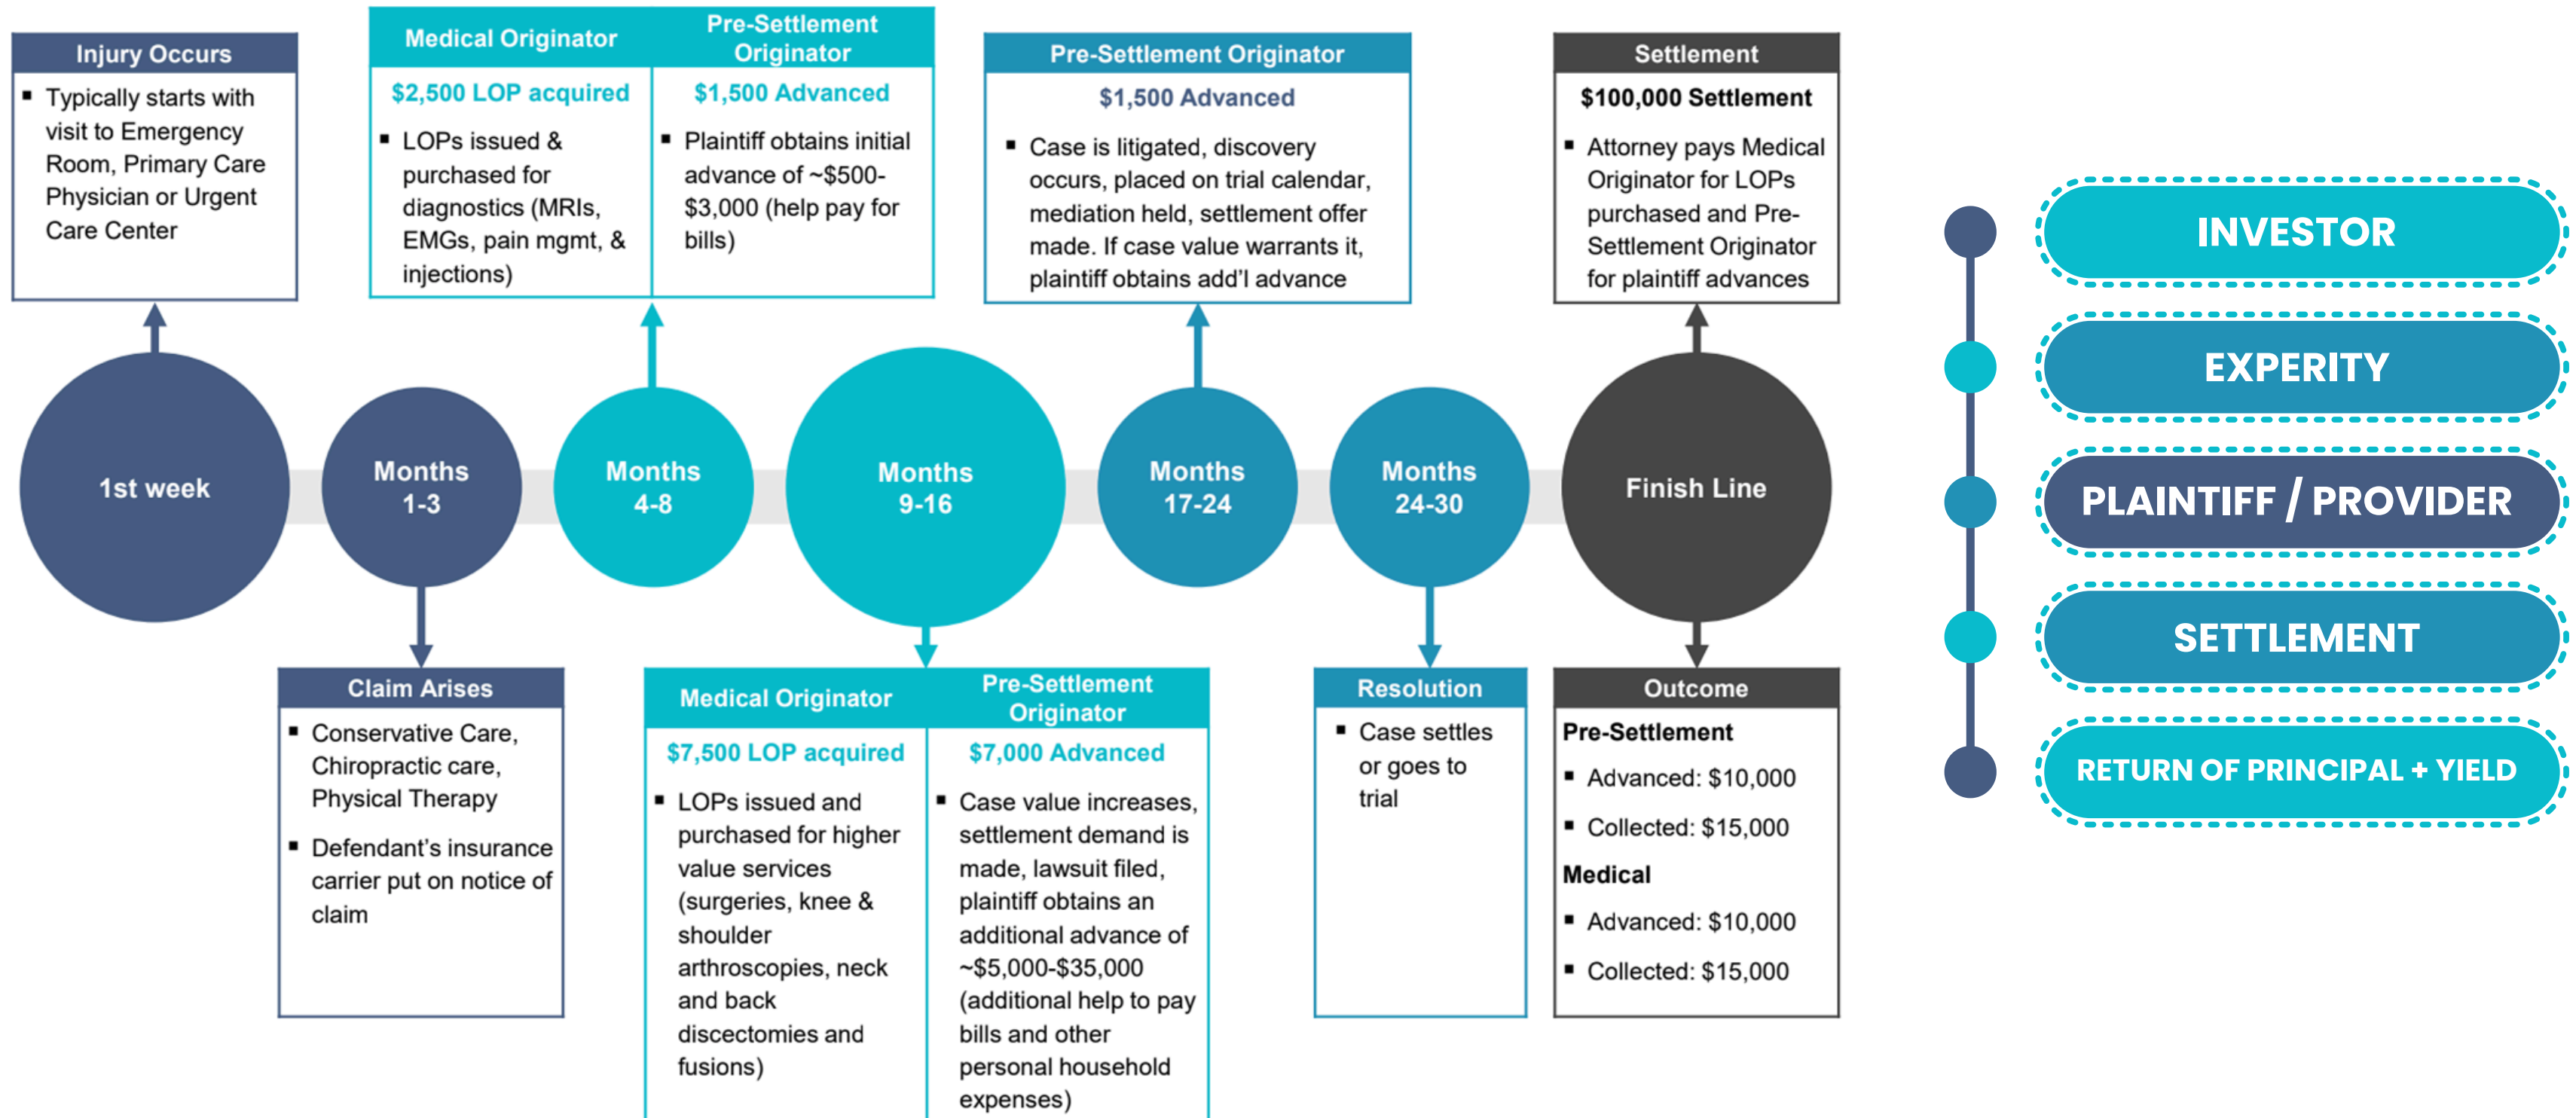 Injury Occurs
▪ Typically starts with
visit to Emergency
Room, Primary Care
Physician or Urgent
Care Center
Medical Originator
$2,500 LOP acquired
▪ LOPs issued &
purchased for
diagnostics (MRIs,
EMGs, pain mgmt, &
injections)
Pre-Settlement
Originator
$1,500 Advanced
▪ Plaintiff obtains initial
advance of ~$500-
$3,000 (help pay for
bills)
Pre-Settlement Originator
$1,500 Advanced
▪ Case is litigated, discovery
occurs, placed on trial calendar,
mediation held, settlement offer
made. If case value warrants it,
plaintiff obtains add’l advance
Settlement
$100,000 Settlement
▪ Attorney pays Medical
Originator for LOPs
purchased and Pre-
Settlement Originator
for plaintiff advances
1st week
Months
1-3
Months
4-8
Months
9-16
Months
17-24
Months
24-30
Finish Line
Claim Arises
▪ Conservative Care,
Chiropractic care,
Physical Therapy
▪ Defendant’s insurance
carrier put on notice of
claim
Medical Originator
$7,500 LOP acquired
▪ LOPs issued and
purchased for higher
value services
(surgeries, knee &
shoulder
arthroscopies, neck
and back
discectomies and
fusions)
Pre-Settlement
Originator
$7,000 Advanced
▪ Case value increases,
settlement demand is
made, lawsuit filed,
plaintiff obtains an
additional advance of
~$5,000-$35,000
(additional help to pay
bills and other
personal household
expenses)
Resolution
▪ Case settles
or goes to
trial
Outcome
Pre-Settlement
▪ Advanced: $10,000
▪ Collected: $15,000
Medical
▪ Advanced: $10,000
▪ Collected: $15,000
INVESTOR
EXPERITY
PLAINTIFF / PROVIDER
SETTLEMENT
RETURN OF PRINCIPAL + YIELD